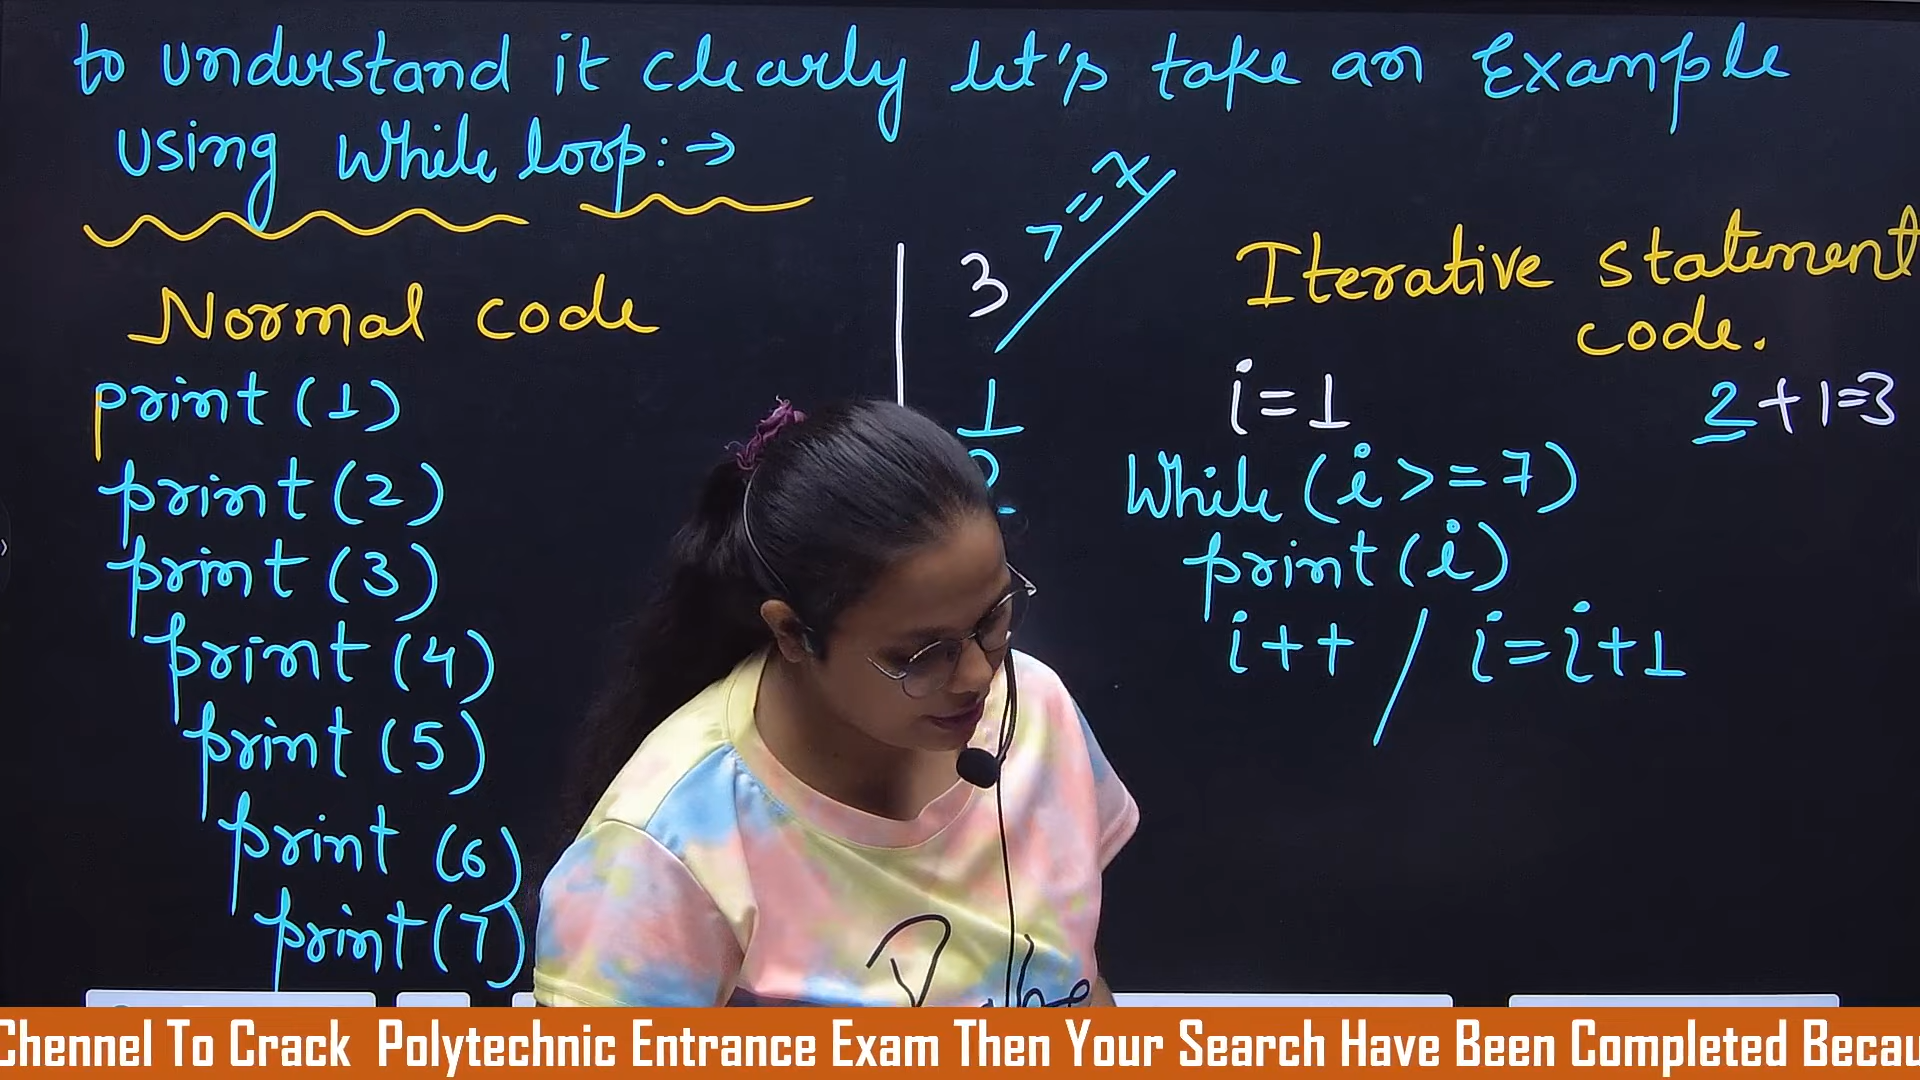 to understand it clearly let's take an Example
using While loop:→
Normal code
print (1)
print (2)
print (3)
print (4)
print (5)
print (6)
print (7)
3
7 =
1
Iterative statement
code.
i=1
2+1=3
While (i >= 7)
print (i)
i++ / i=i+1
Chennel To Crack Polytechnic Entrance Exam Then Your Search Have Been Completed